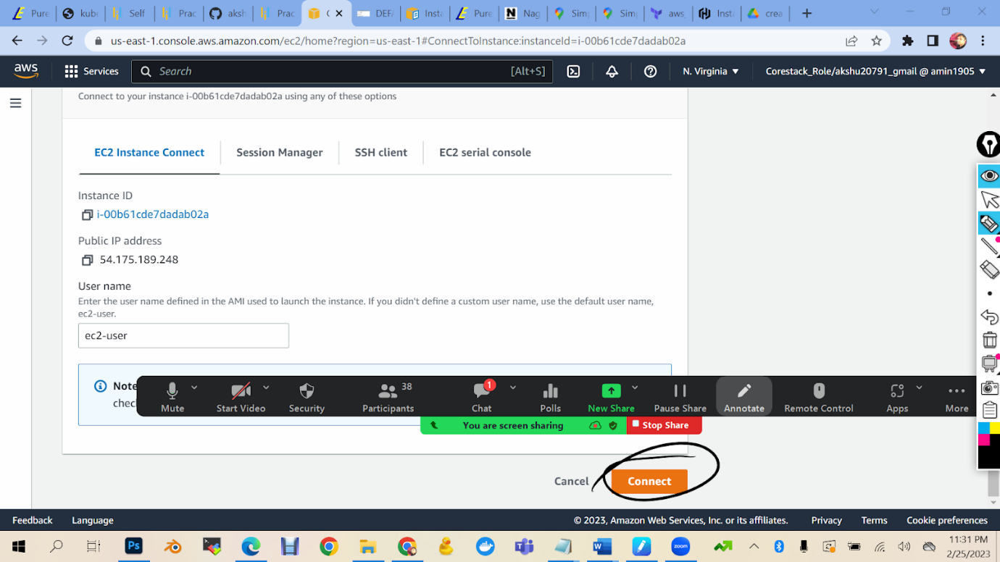 Pure
kube
Self
Prac
aksh
Prac
DEFA
Insta
Pure
Nag
Simp
Simp
aws_
Insta
crea
us-east-1.console.aws.amazon.com/ec2/home?region=us-east-1#ConnectToInstance:instanceId=i-00b61cde7dadab02a
aws
Services
Search
[Alt+S]
N. Virginia
Corestack_Role/akshu20791_gmail @ amin1905
Connect to your instance i-00b61cde7dadab02a using any of these options
EC2 Instance Connect
Session Manager
SSH client
EC2 serial console
Instance ID
i-00b61cde7dadab02a
Public IP address
54.175.189.248
User name
Enter the user name defined in the AMI used to launch the instance. If you didn't define a custom user name, use the default user name,
ec2-user.
ec2-user
Note
chec
38
1
Mute
Start Video
Security
Participants
Chat
Polls
New Share
Pause Share
Annotate
Remote Control
Apps
More
You are screen sharing
Stop Share
Cancel
Connect
Feedback
Language
© 2023, Amazon Web Services, Inc. or its affiliates.
Privacy
Terms
Cookie preferences
Ps
zoom
11:31 PM
2/25/2023